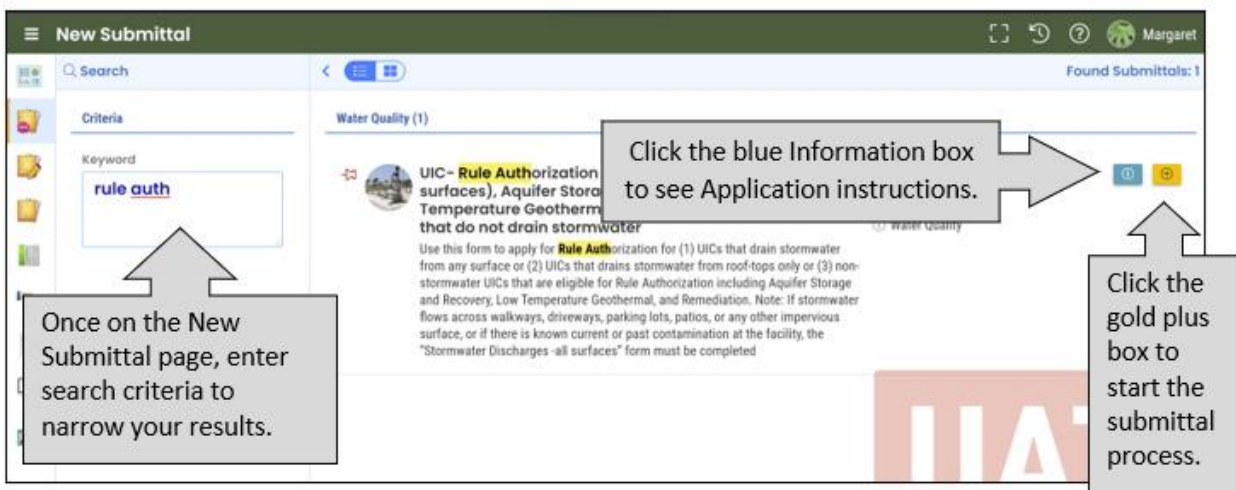 New Submittal
Margaret
Search
Found Submittals: 1
Criteria
Water Quality (1)
Keyword
rule auth
UIC- Rule Authorization
surfaces), Aquifer Stora
Temperature Geotherm
that do not drain stormwater
Water Quality
Use this form to apply for Rule Authorization for (1) UICs that drain stormwater
from any surface or (2) UICs that drains stormwater from roof-tops only or (3) non-
stormwater UICs that are eligible for Rule Authorization including Aquifer Storage
and Recovery, Low Temperature Geothermal, and Remediation. Note: If stormwater
flows across walkways, driveways, parking lots, patios, or any other impervious
surface, or if there is known current or past contamination at the facility, the
"Stormwater Discharges -all surfaces" form must be completed
Click the blue Information box
to see Application instructions.
Once on the New
Submittal page, enter
search criteria to
narrow your results.
Click the
gold plus
box to
start the
submittal
process.
UAT